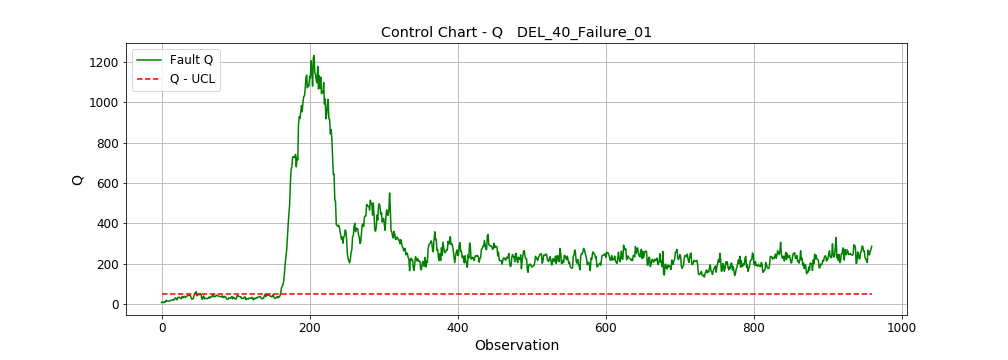 Control Chart - Q   DEL_40_Failure_01
Fault Q
Q - UCL
1200
1000
800
600
400
200
0
Q
0 200 400 600 800 1000
Observation